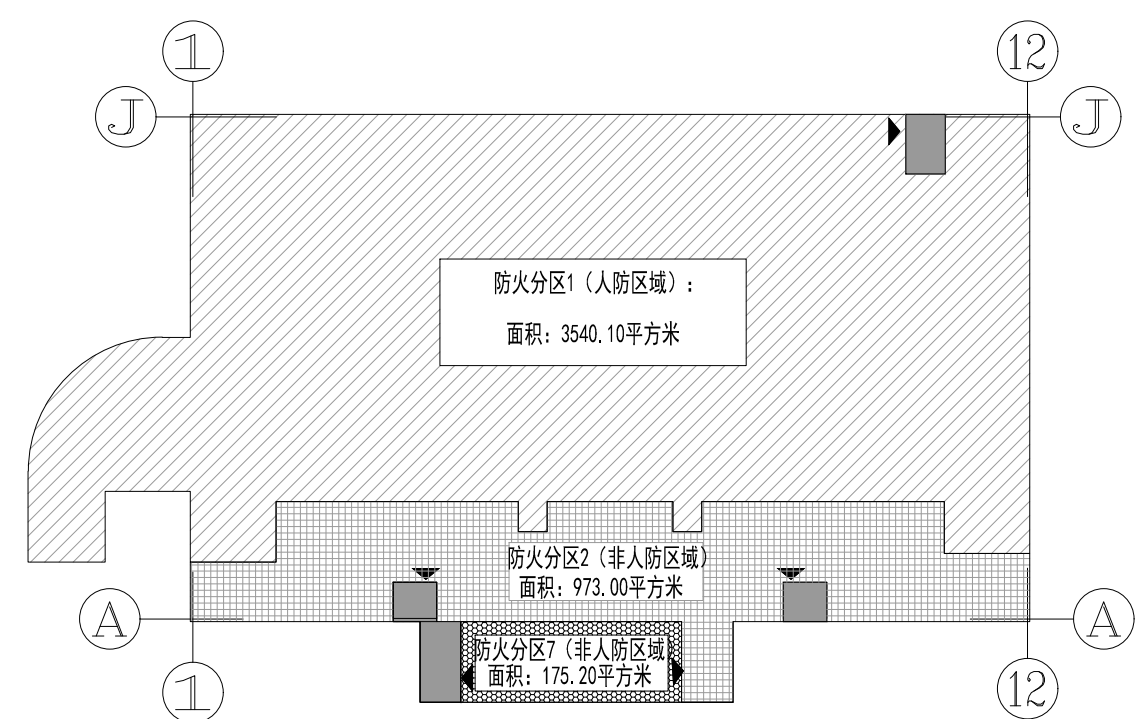 1
12
J
J
防火分区1（人防区域）：
面积：3540.10平方米
防火分区2（非人防区域）
面积：973.00平方米
A
A
防火分区7（非人防区域
面积：175.20平方米
1
12